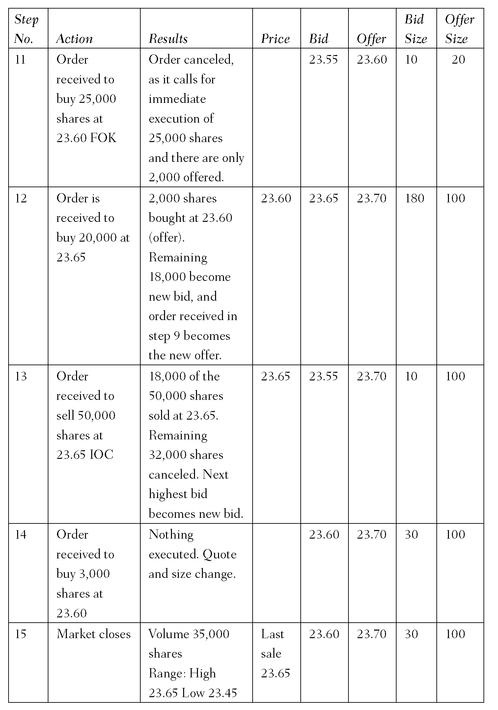 Step No. Action Results Price Bid Offer Bid Size Offer Size
11 Order Order canceled, 23.55 23.60 10 20
received to as it calls for
buy 25,000 immediate
shares at execution of
23.60 FOK 25,000 shares
and there are only
2,000 offered.
12 Order is 2,000 shares 23.60 23.65 23.70 180 100
received to bought at 23.60
buy 20,000 at (offer).
23.65 Remaining
18,000 become
new bid, and
order received in
step 9 becomes
the new offer.
13 Order 18,000 of the 23.65 23.55 23.70 10 100
received to 50,000 shares
sell 50,000 sold at 23.65.
shares at Remaining
23.65 IOC 32,000 shares
canceled. Next
highest bid
becomes new bid.
14 Order Nothing 23.60 23.70 30 100
received to executed. Quote
buy 3,000 and size change.
shares at
23.60
15 Market closes Volume 35,000 Last 23.60 23.70 30 100
shares sale
Range: High 23.65
23.65 Low 23.45